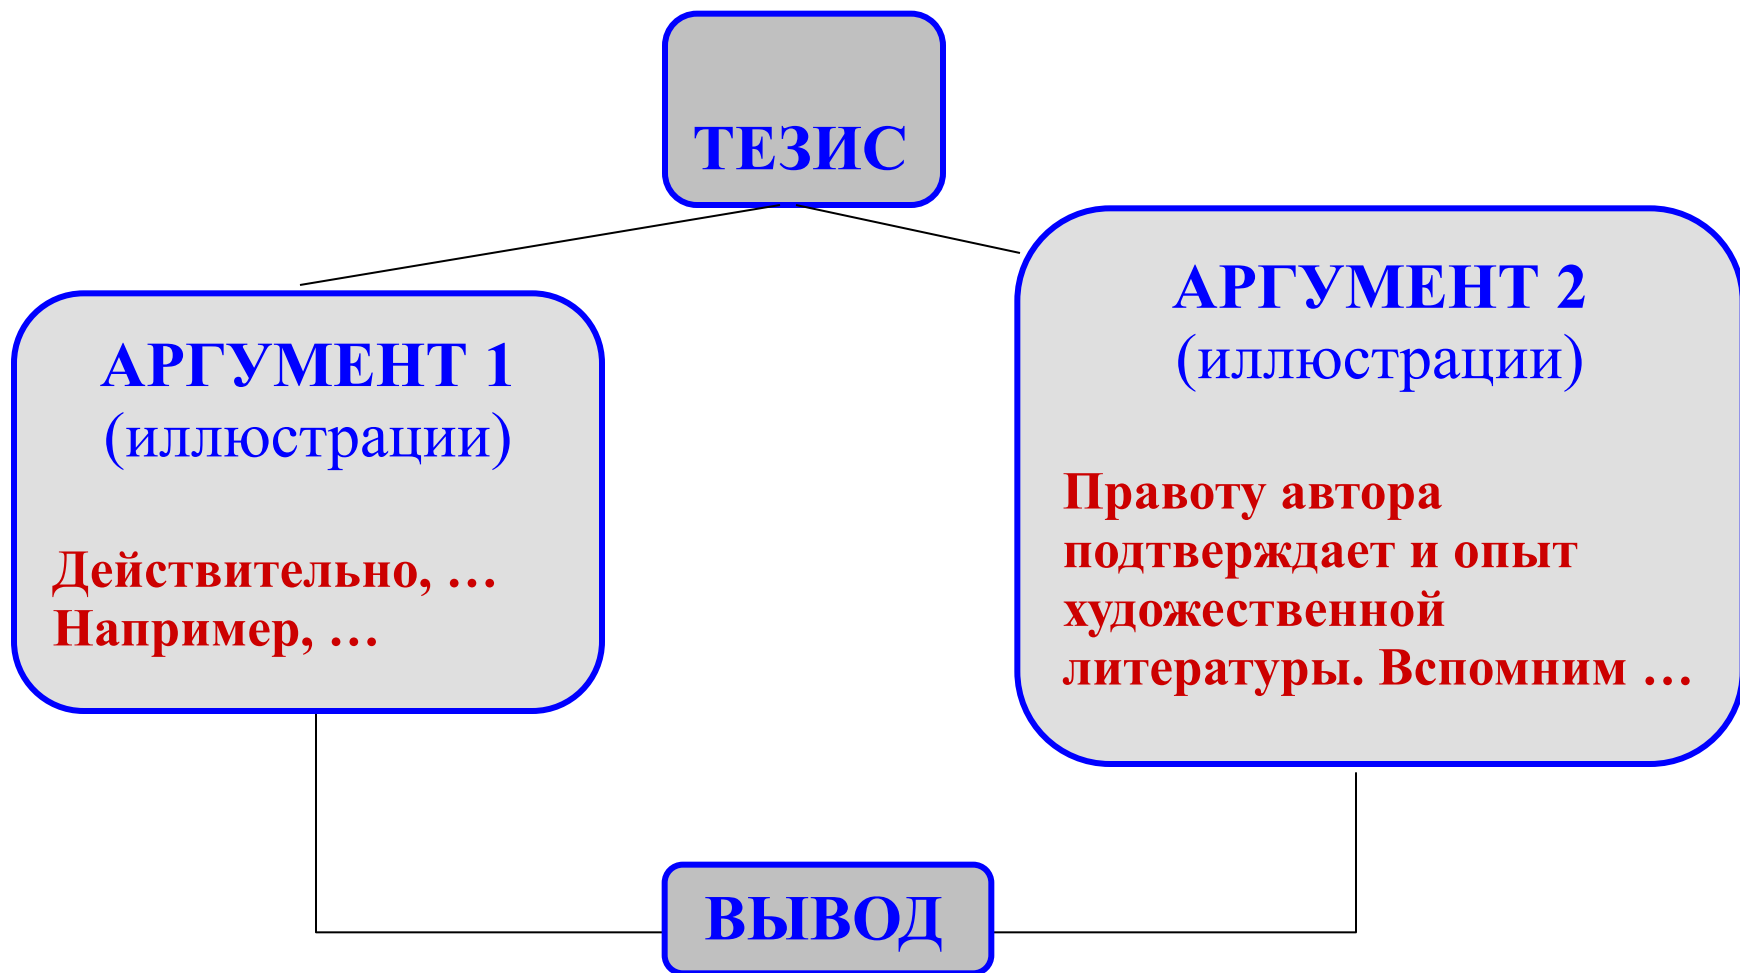 ТЕЗИС
АРГУМЕНТ 1
(иллюстрации)
Действительно, …
Например, …
АРГУМЕНТ 2
(иллюстрации)
Правоту автора
подтверждает и опыт
художественной
литературы. Вспомним …
ВЫВОД